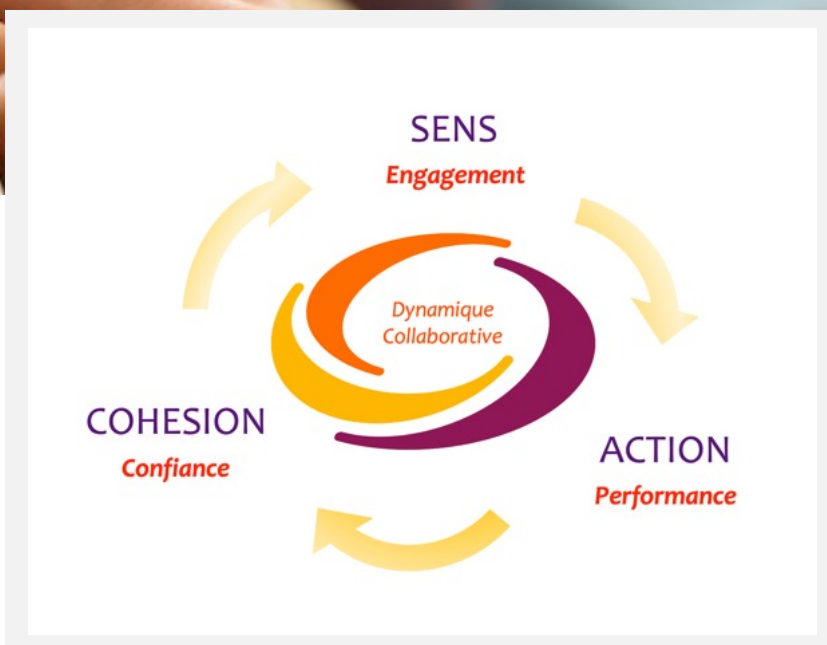 SENS
Engagement
Dynamique
Collaborative
COHESION
Confiance
ACTION
Performance